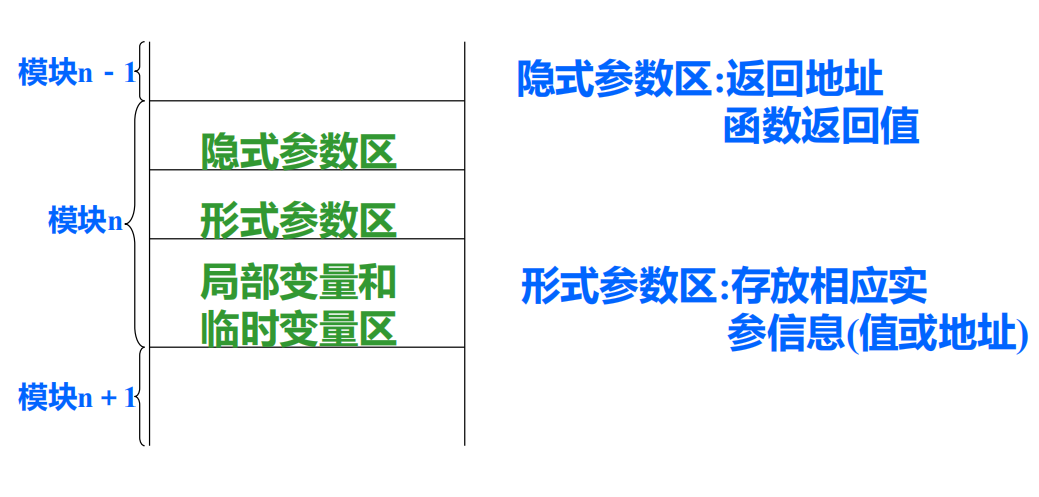 模块n - 1
隐式参数区
模块n
形式参数区
局部变量和
临时变量区
模块n + 1
隐式参数区:返回地址
函数返回值
形式参数区:存放相应实
参信息(值或地址)